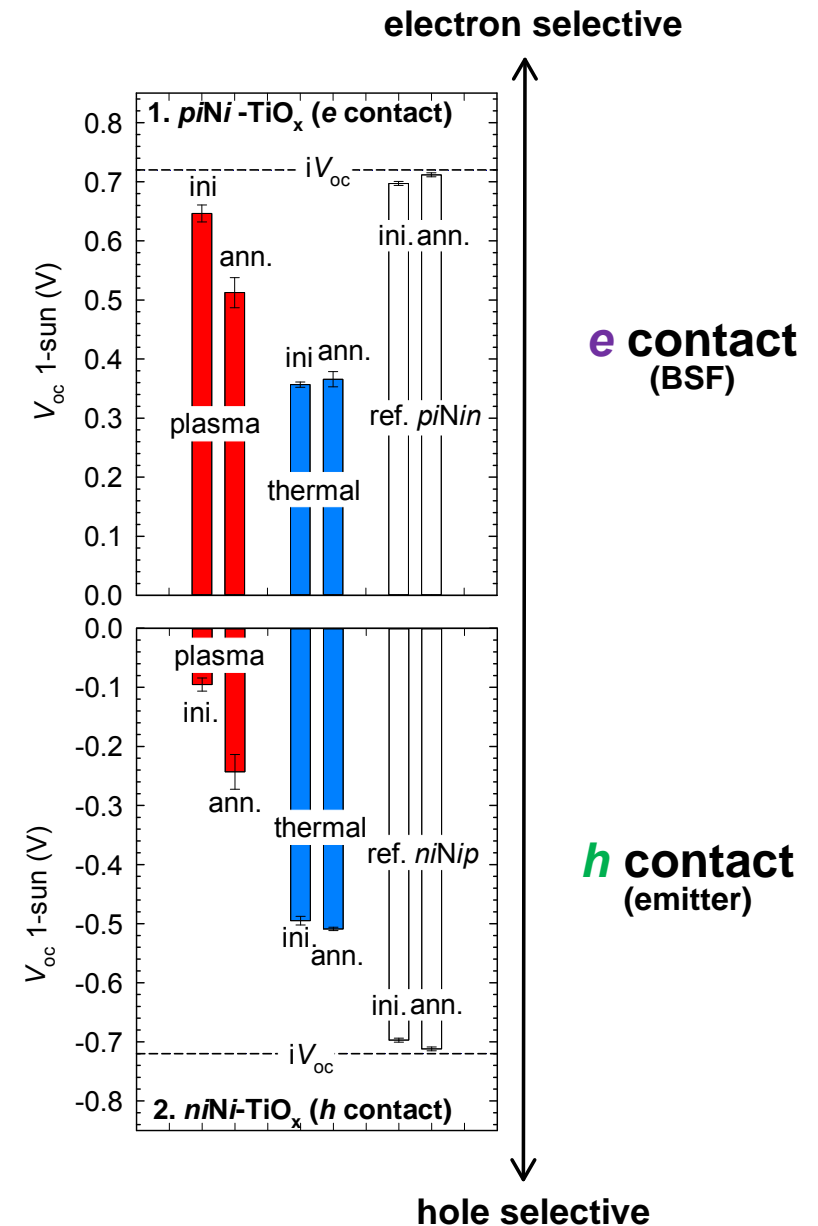 electron selective
1. piNi -TiOx (e contact)
0.8
0.7
0.6
0.5
0.4
0.3
0.2
0.1
0.0
Voc 1-sun (V)
iVoc
ini
ann.
plasma
ini ann.
thermal
ini. ann.
ref. piNin
e contact
(BSF)
0.0
-0.1
-0.2
-0.3
-0.4
-0.5
-0.6
-0.7
-0.8
Voc 1-sun (V)
plasma
ini.
ann.
thermal
ini.
ann.
ref. niNip
ini. ann.
iVoc
2. niNi-TiOx (h contact)
h contact
(emitter)
hole selective